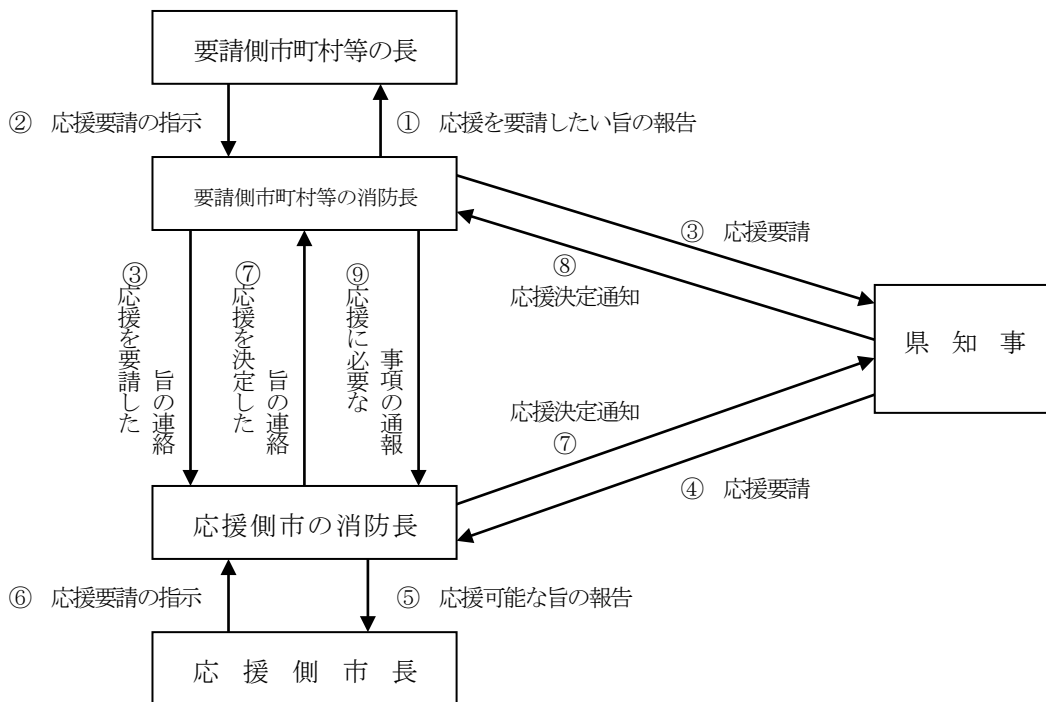 要請側市町村等の長
② 応援要請の指示
① 応援を要請したい旨の報告
要請側市町村等の消防長
③ 応援要請
⑧
応援決定通知
③応援を要請した
旨の連絡
⑦応援を決定した
旨の連絡
⑨応援に必要な
事項の通報
県 知 事
応援決定通知
⑦
④ 応援要請
応援側市の消防長
⑥ 応援要請の指示
⑤ 応援可能な旨の報告
応 援 側 市 長